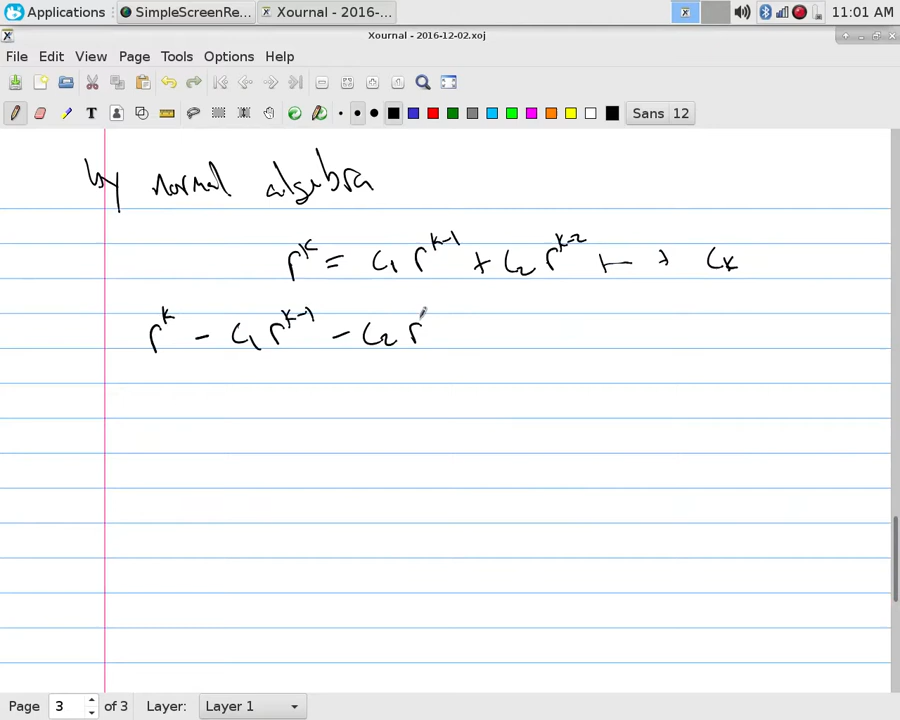 Applications SimpleScreenRe... Xournal - 2016-... 11:01 AM
Xournal - 2016-12-02.xoj
File Edit View Page Tools Options Help
T Sans 12
by normal algebra
r^k = c₁ r^{k-1} + c₂ r^{k-2} + – + c_k
r^k - c₁ r^{k-1} - c₂ r
Page 3 of 3 Layer: Layer 1